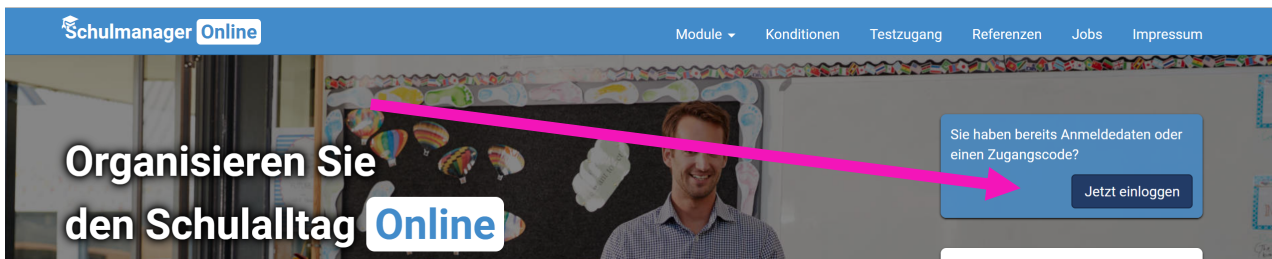 Schulmanager Online
Module Konditionen Testzugang Referenzen Jobs Impressum
Organisieren Sie
den Schulalltag Online
Sie haben bereits Anmeldedaten oder
einen Zugangscode?
Jetzt einloggen